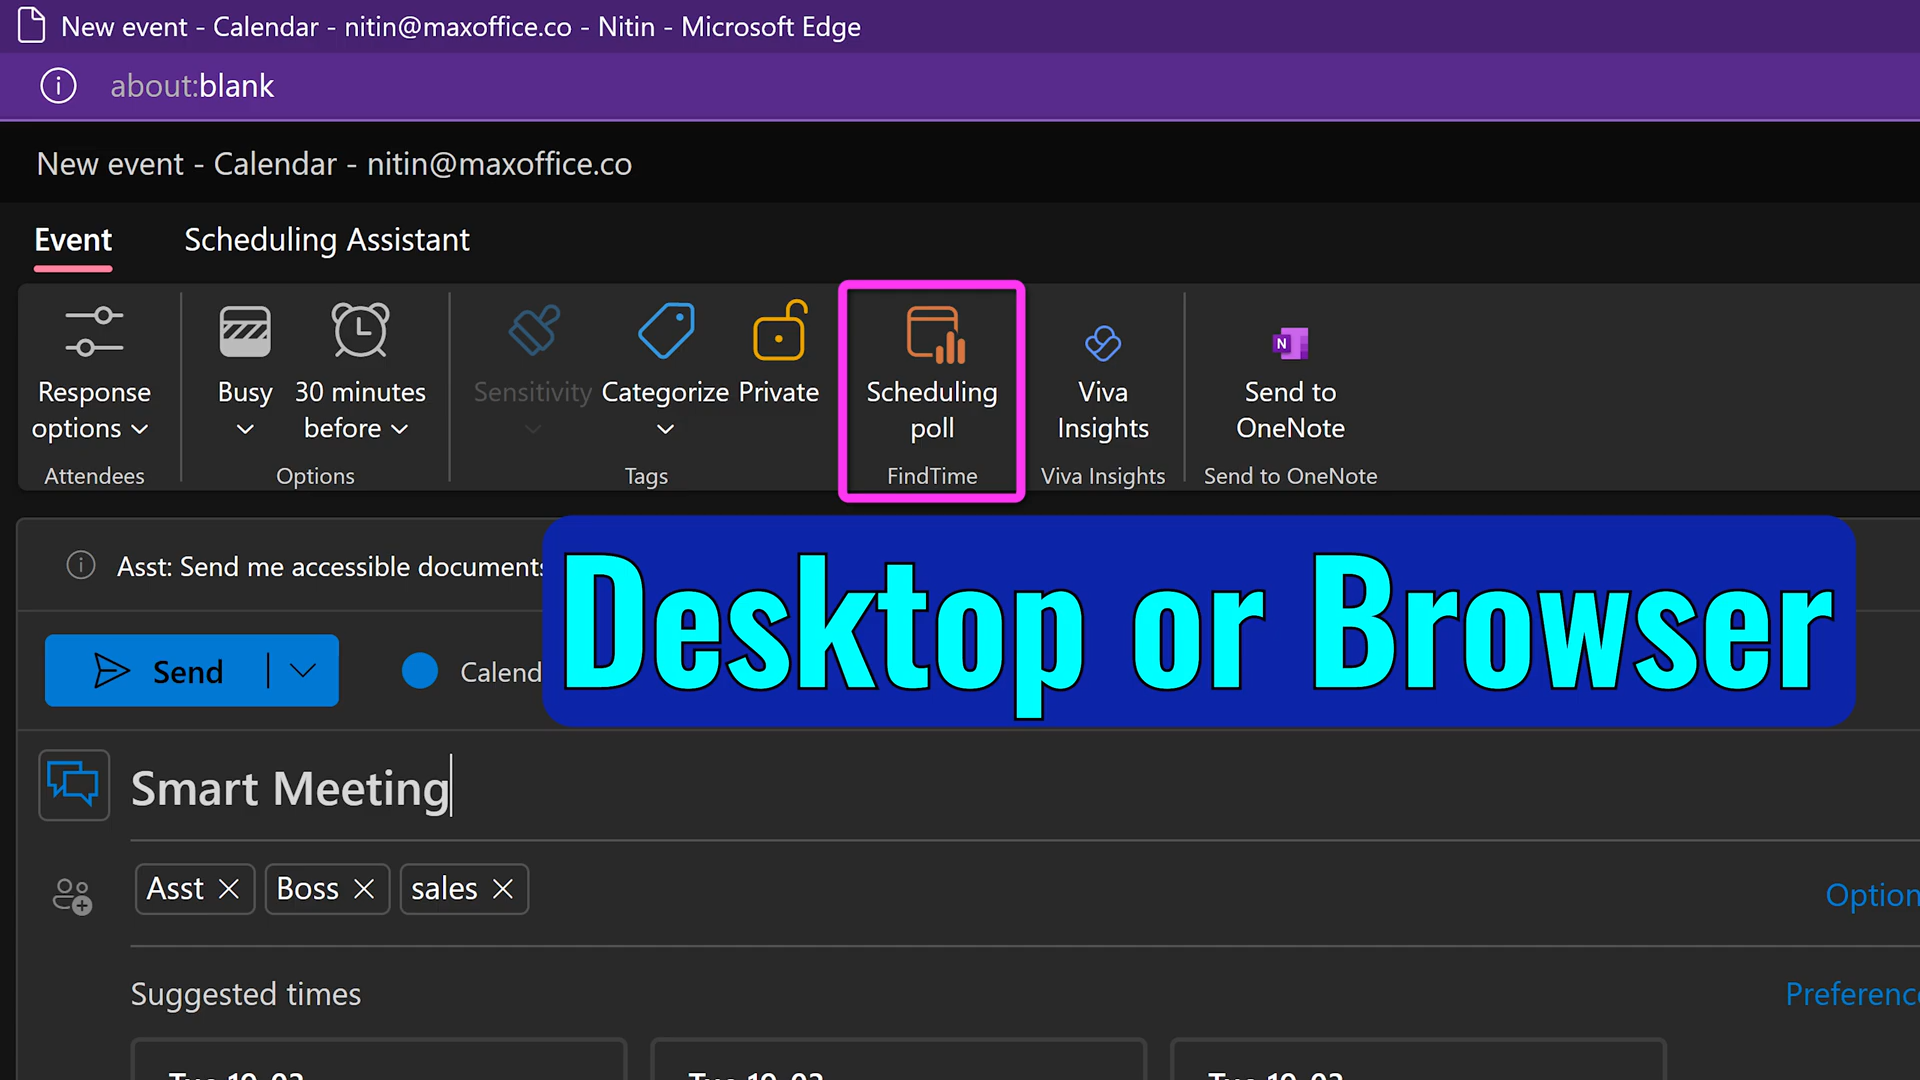 New event - Calendar - nitin@maxoffice.co - Nitin - Microsoft Edge
about:blank
New event - Calendar - nitin@maxoffice.co
Event Scheduling Assistant
Response options
Busy
30 minutes before
Sensitivity
Categorize
Private
Scheduling poll
Viva Insights
Send to OneNote
Attendees
Options
Tags
FindTime
Viva Insights
Send to OneNote
Asst: Send me accessible documents
Desktop or Browser
Send
Calend
Smart Meeting
Asst Boss sales
Option
Suggested times
Preference